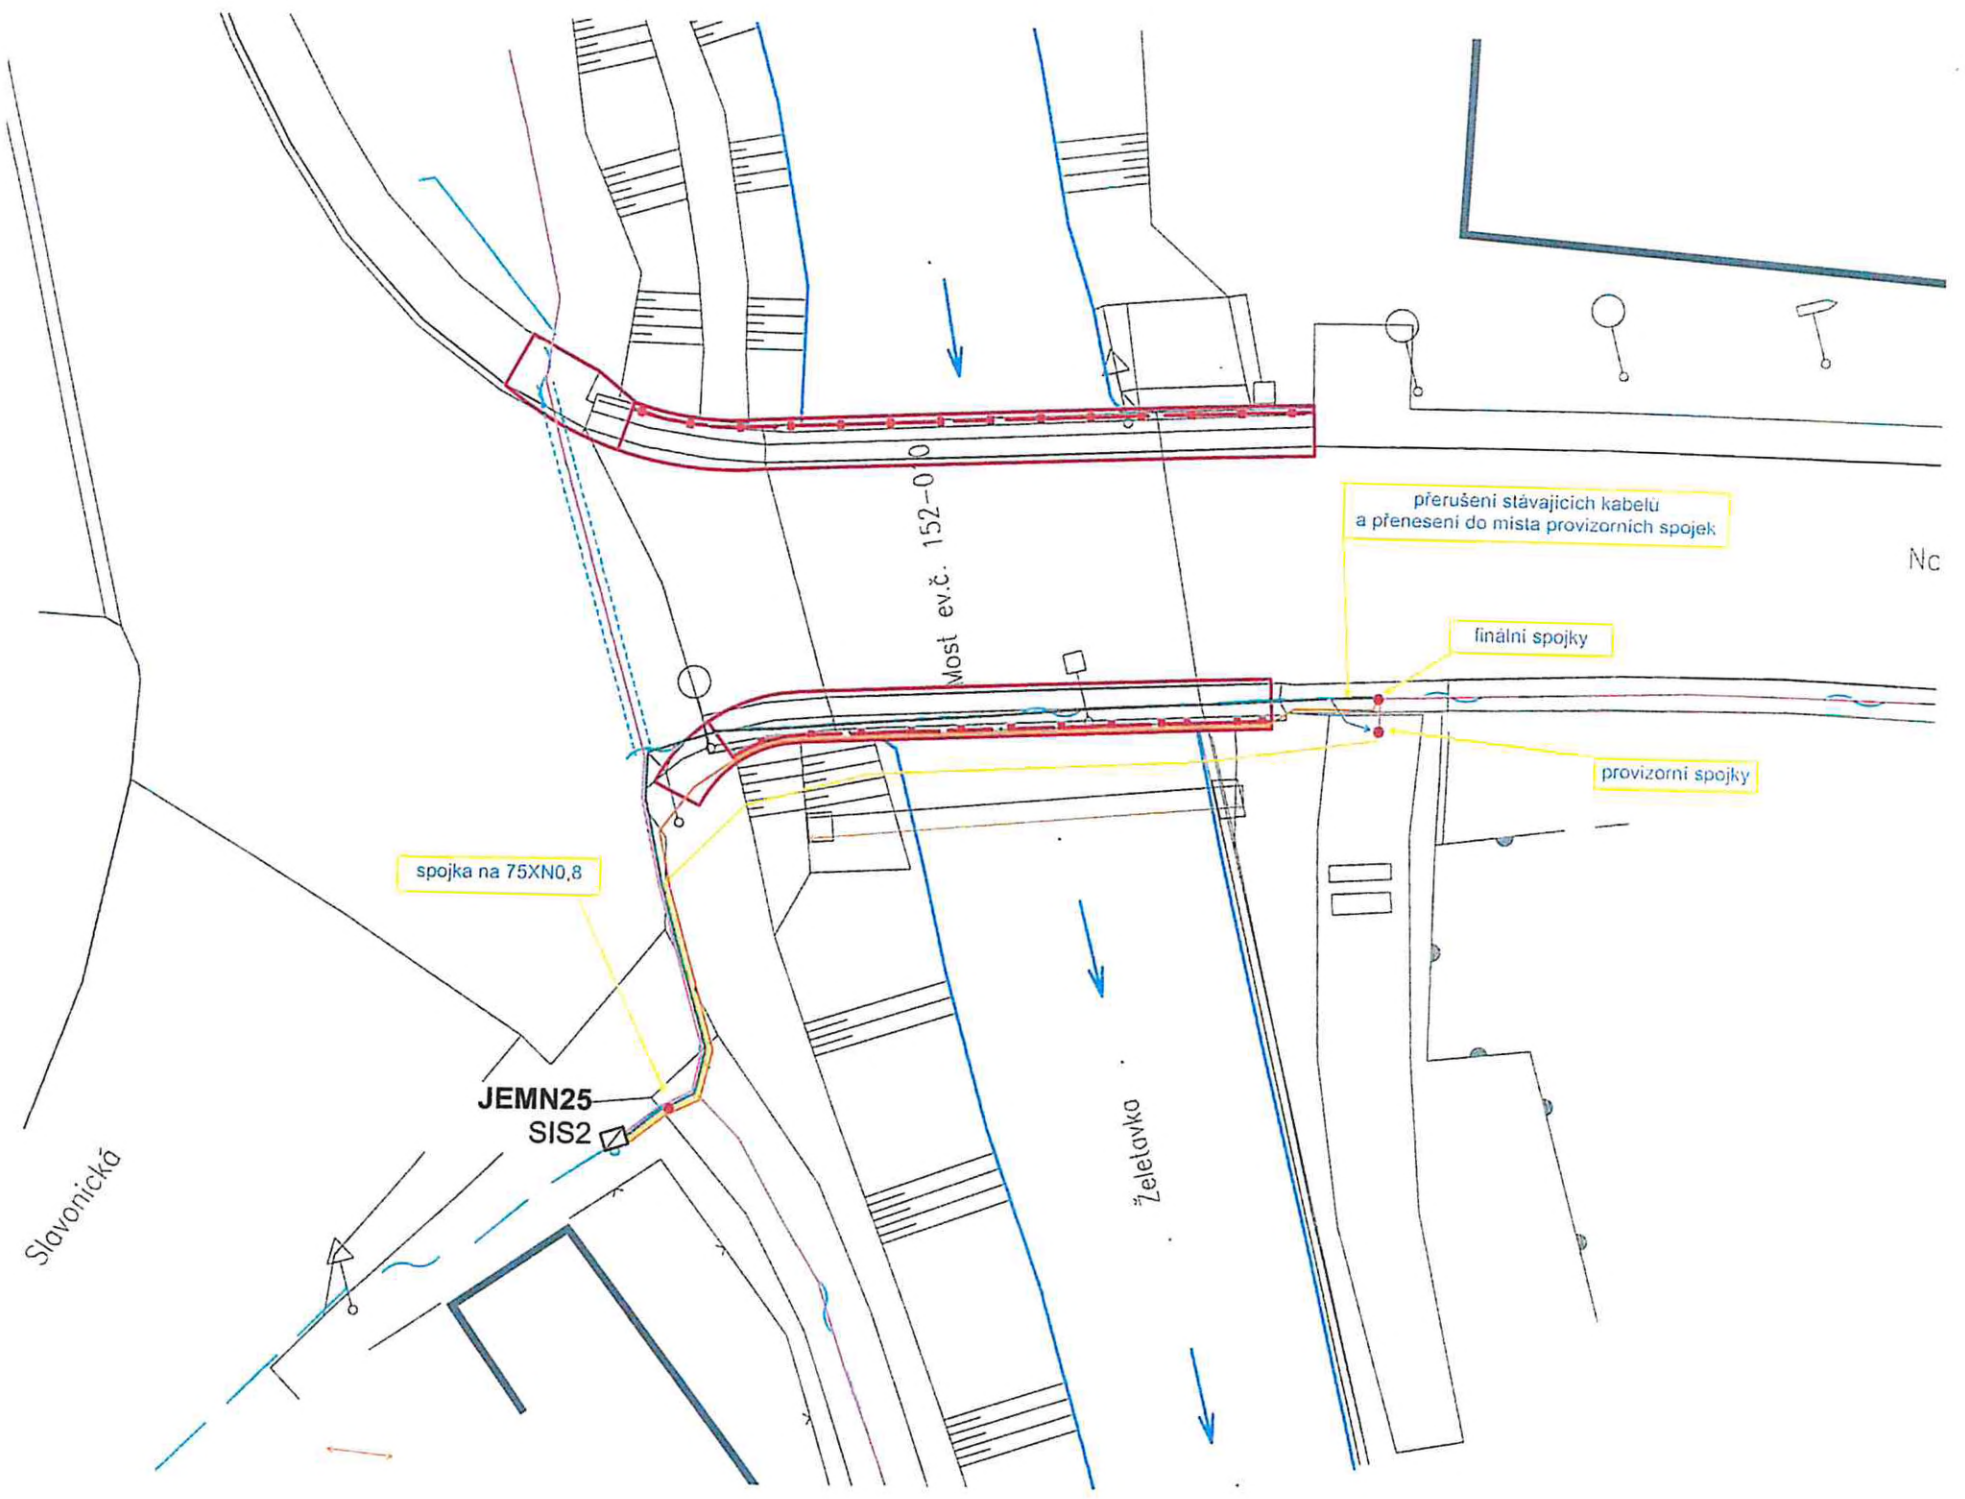 Most ev.č. 152-010
přerušení stávajících kabelů
a přenesení do místa provizorních spojek
No
finální spojky
provizorní spojky
spojka na 75XN0,8
JEMN25
SIS2
Želetavka
Slavonická